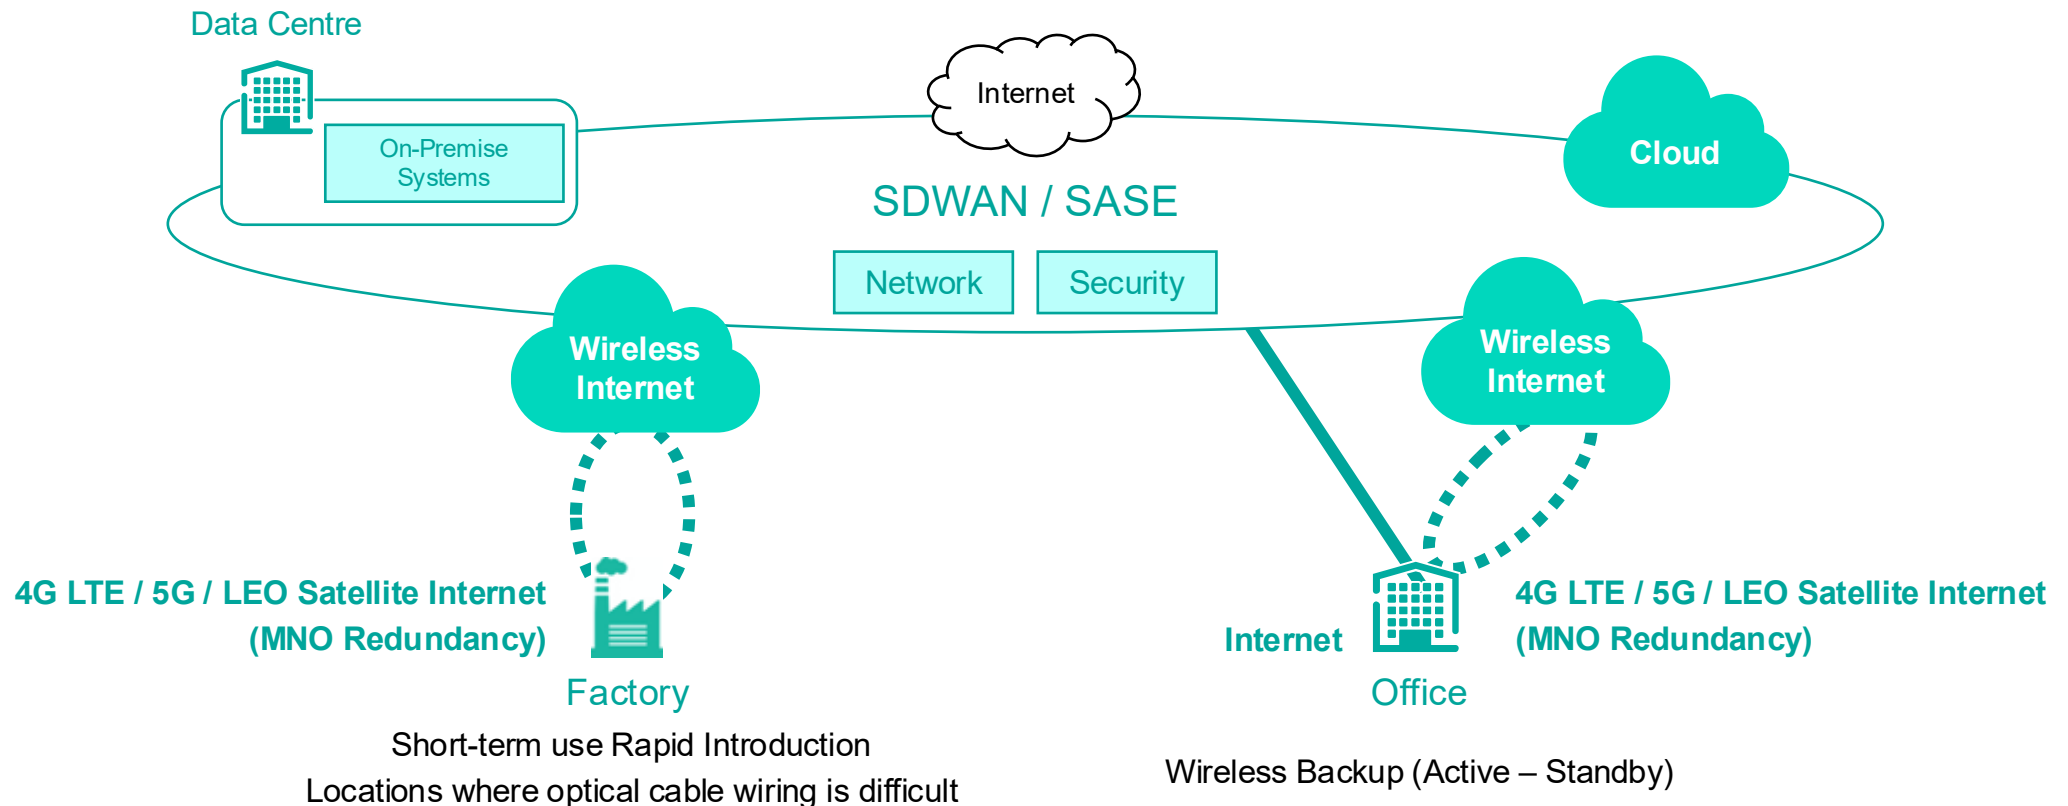 Data Centre
Internet
On-Premise
Systems
Cloud
SDWAN / SASE
Network
Security
Wireless
Internet
Wireless
Internet
4G LTE / 5G / LEO Satellite Internet
(MNO Redundancy)
Internet
4G LTE / 5G / LEO Satellite Internet
(MNO Redundancy)
Factory
Office
Short-term use Rapid Introduction
Locations where optical cable wiring is difficult
Wireless Backup (Active – Standby)